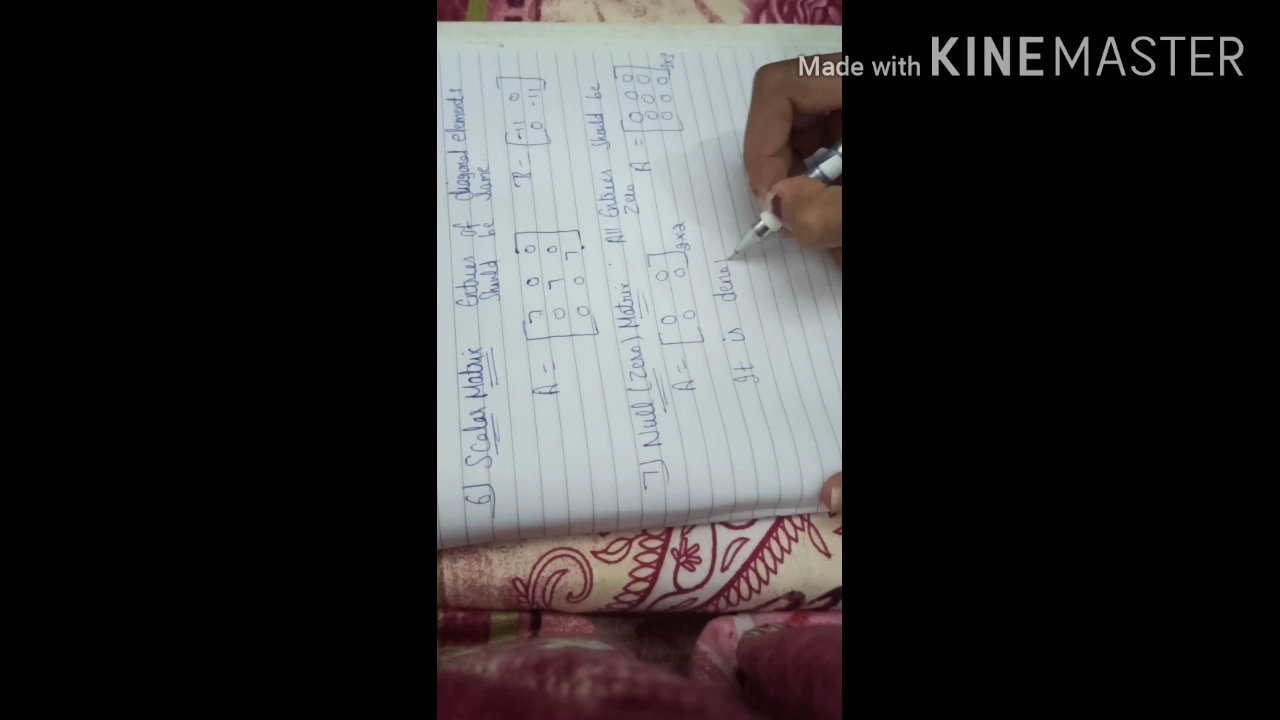 Made with KINEMASTER
6) Scalar Matrix Entries of diagonal elements
should be same.
A = [ 7 0 0 B = [ -11 0
0 7 0 0 -11 ]
0 0 7 ]
7) Null (Zero) Matrix : All Entries should be
zero
A = [ 0 0 A = [ 0 0 0
0 0 ] 2×2 0 0 0
0 0 0 ] 3×3
It is deno